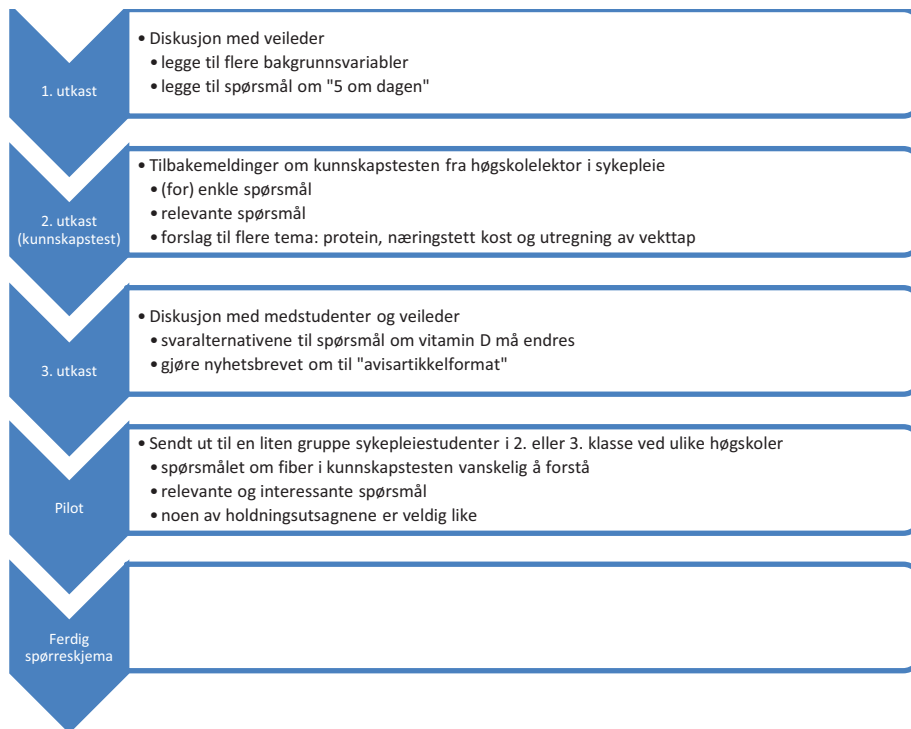 1. utkast
• Diskusjon med veileder
• legge til flere bakgrunnsvariabler
• legge til spørsmål om "5 om dagen"
2. utkast
(kunnskapstest)
• Tilbakemeldinger om kunnskapstesten fra høgskolelektor i sykepleie
• (for) enkle spørsmål
• relevante spørsmål
• forslag til flere tema: protein, næringstett kost og utregning av vekttap
3. utkast
• Diskusjon med medstudenter og veileder
• svaralternativene til spørsmål om vitamin D må endres
• gjøre nyhetsbrevet om til "avisartikkelformat"
Pilot
• Sendt ut til en liten gruppe sykepleiestudenter i 2. eller 3. klasse ved ulike høgskoler
• spørsmålet om fiber i kunnskapstesten vanskelig å forstå
• relevante og interessante spørsmål
• noen av holdningsutsagnene er veldig like
Ferdig
spørreskjema